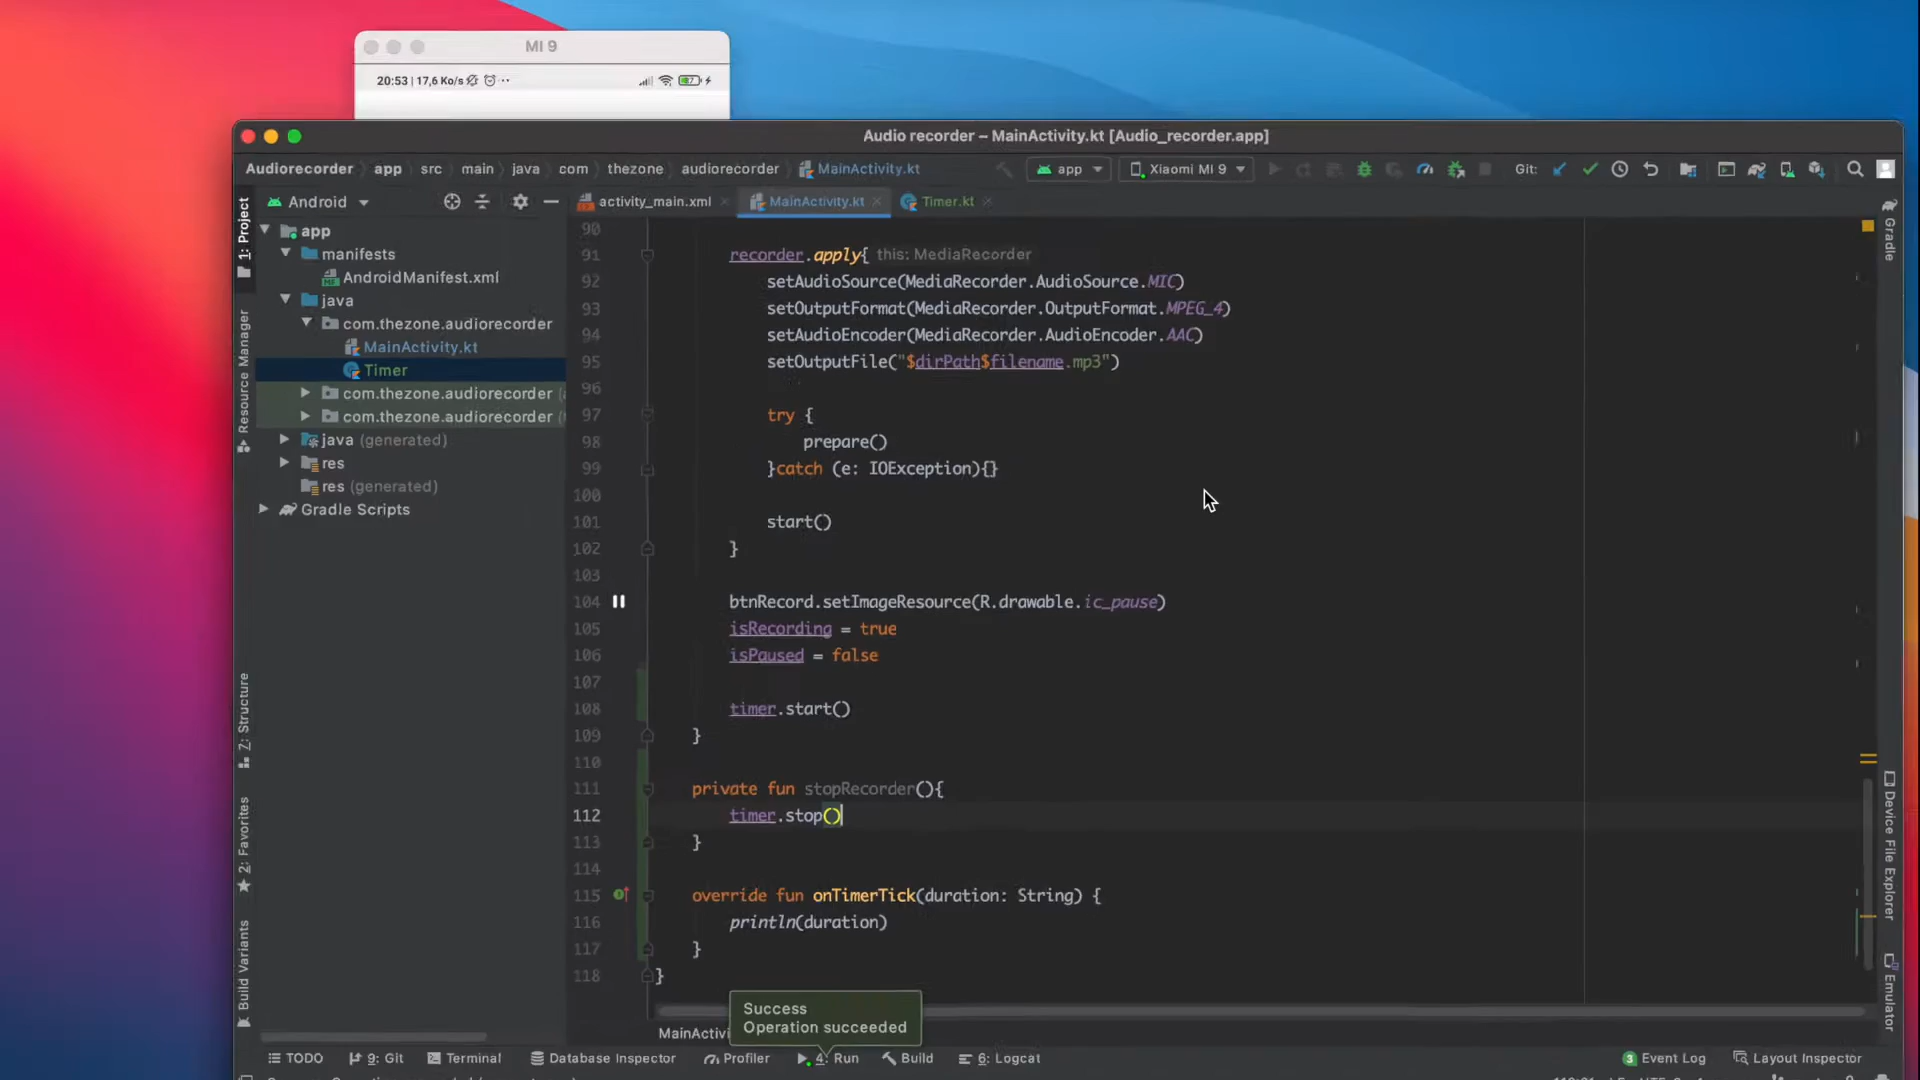 MI 9
20:53 | 17,6 Ko/s
Audio recorder – MainActivity.kt [Audio_recorder.app]
Audiorecorder app src main java com thezone audiorecorder MainActivity.kt app Xiaomi MI 9 Git:
Android activity_main.xml MainActivity.kt Timer.kt
1: Project
Resource Manager
7: Structure
2: Favorites
Build Variants
app
manifests
AndroidManifest.xml
java
com.thezone.audiorecorder
MainActivity.kt
Timer
com.thezone.audiorecorder
com.thezone.audiorecorder
java (generated)
res
res (generated)
Gradle Scripts
90
91 recorder.apply{ this: MediaRecorder
92 setAudioSource(MediaRecorder.AudioSource.MIC)
93 setOutputFormat(MediaRecorder.OutputFormat.MPEG_4)
94 setAudioEncoder(MediaRecorder.AudioEncoder.AAC)
95 setOutputFile("$dirPath$filename.mp3")
96
97 try {
98 prepare()
99 }catch (e: IOException){}
100
101 start()
102 }
103
104 btnRecord.setImageResource(R.drawable.ic_pause)
105 isRecording = true
106 isPaused = false
107
108 timer.start()
109 }
110
111 private fun stopRecorder(){
112 timer.stop()
113 }
114
115 override fun onTimerTick(duration: String) {
116 println(duration)
117 }
118 }
Gradle
Device File Explorer
Emulator
Success
Operation succeeded
MainActivi
TODO 9: Git Terminal Database Inspector Profiler 4: Run Build 6: Logcat 3 Event Log Layout Inspector